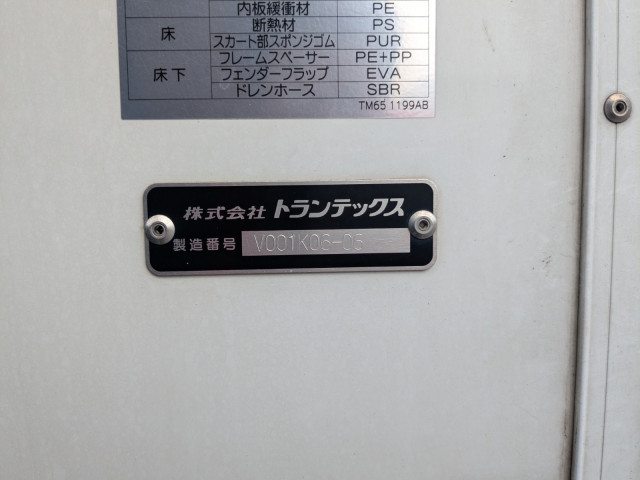 内板緩衝材 PE
床 断熱材 PS
スカート部スポンジゴム PUR
フレームスペーサー PE+PP
床下 フェンダーフラップ EVA
ドレンホース SBR
TM65 1199AB
株式会社 トランテックス
製造番号